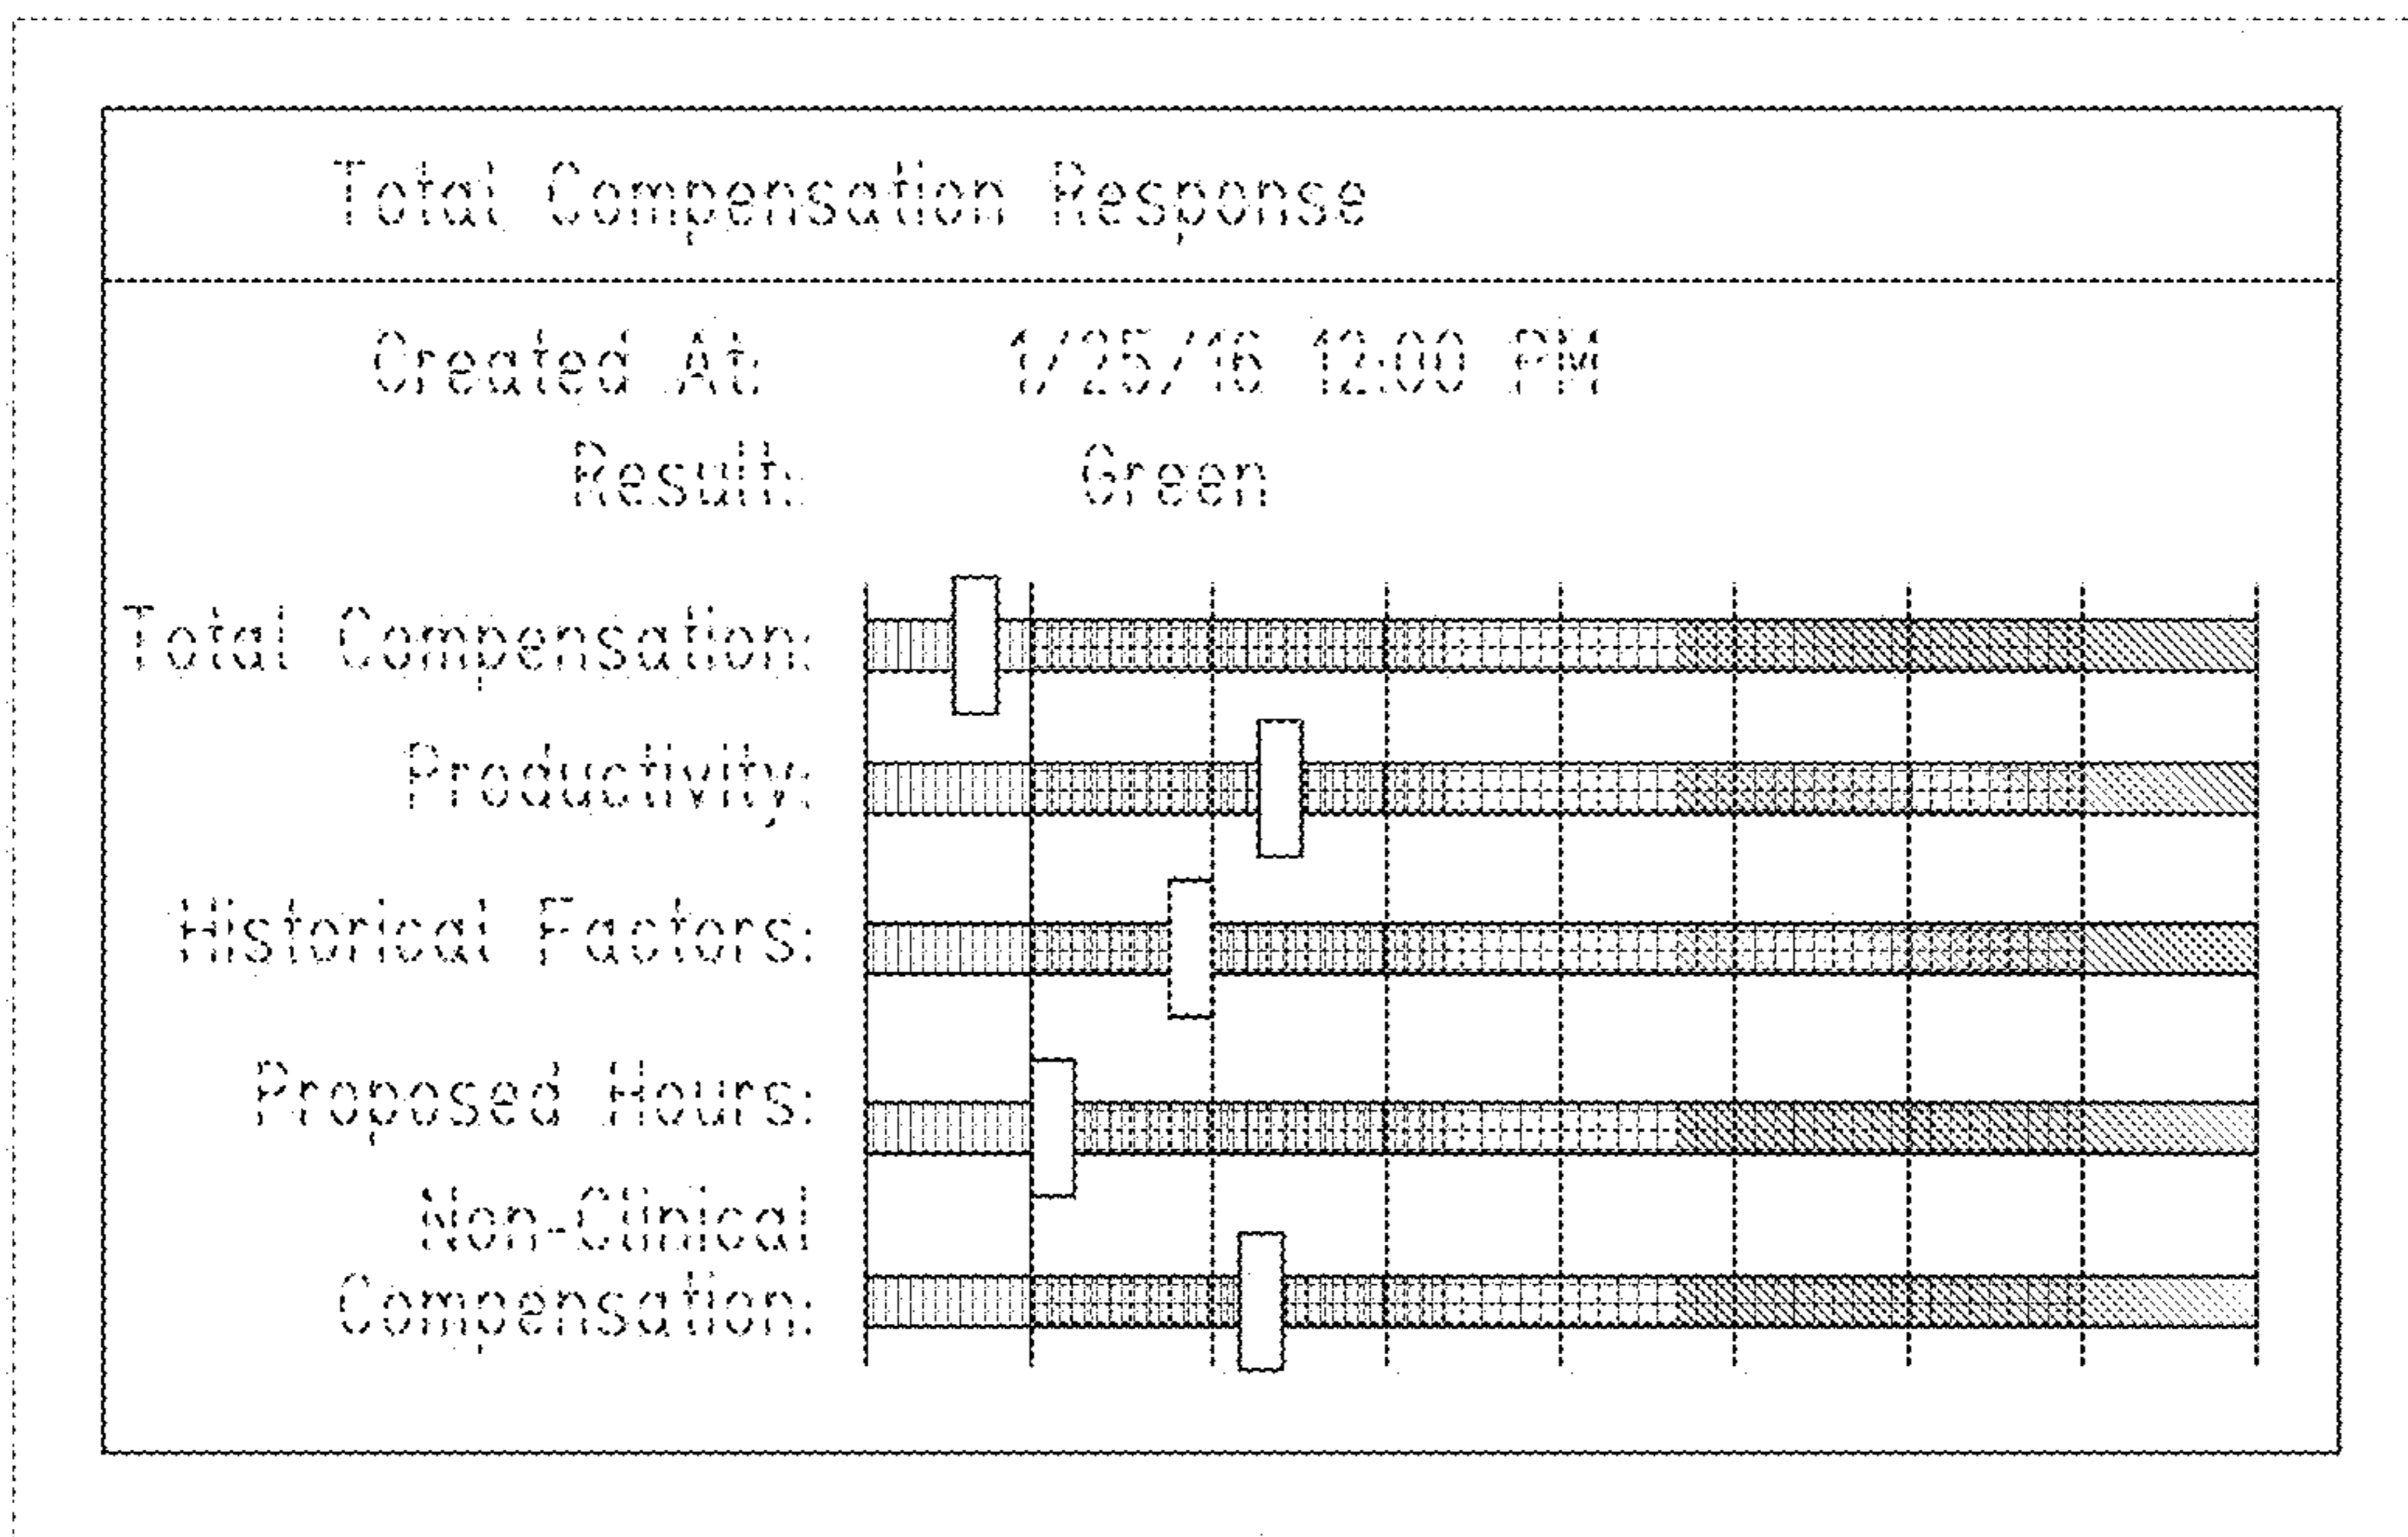 Total Compensation Response
Created At: 1/25/16 12:00 PM
Result: Green
Total Compensation:
Productivity:
Historical Factors:
Proposed Hours:
Non-Clinical
Compensation: